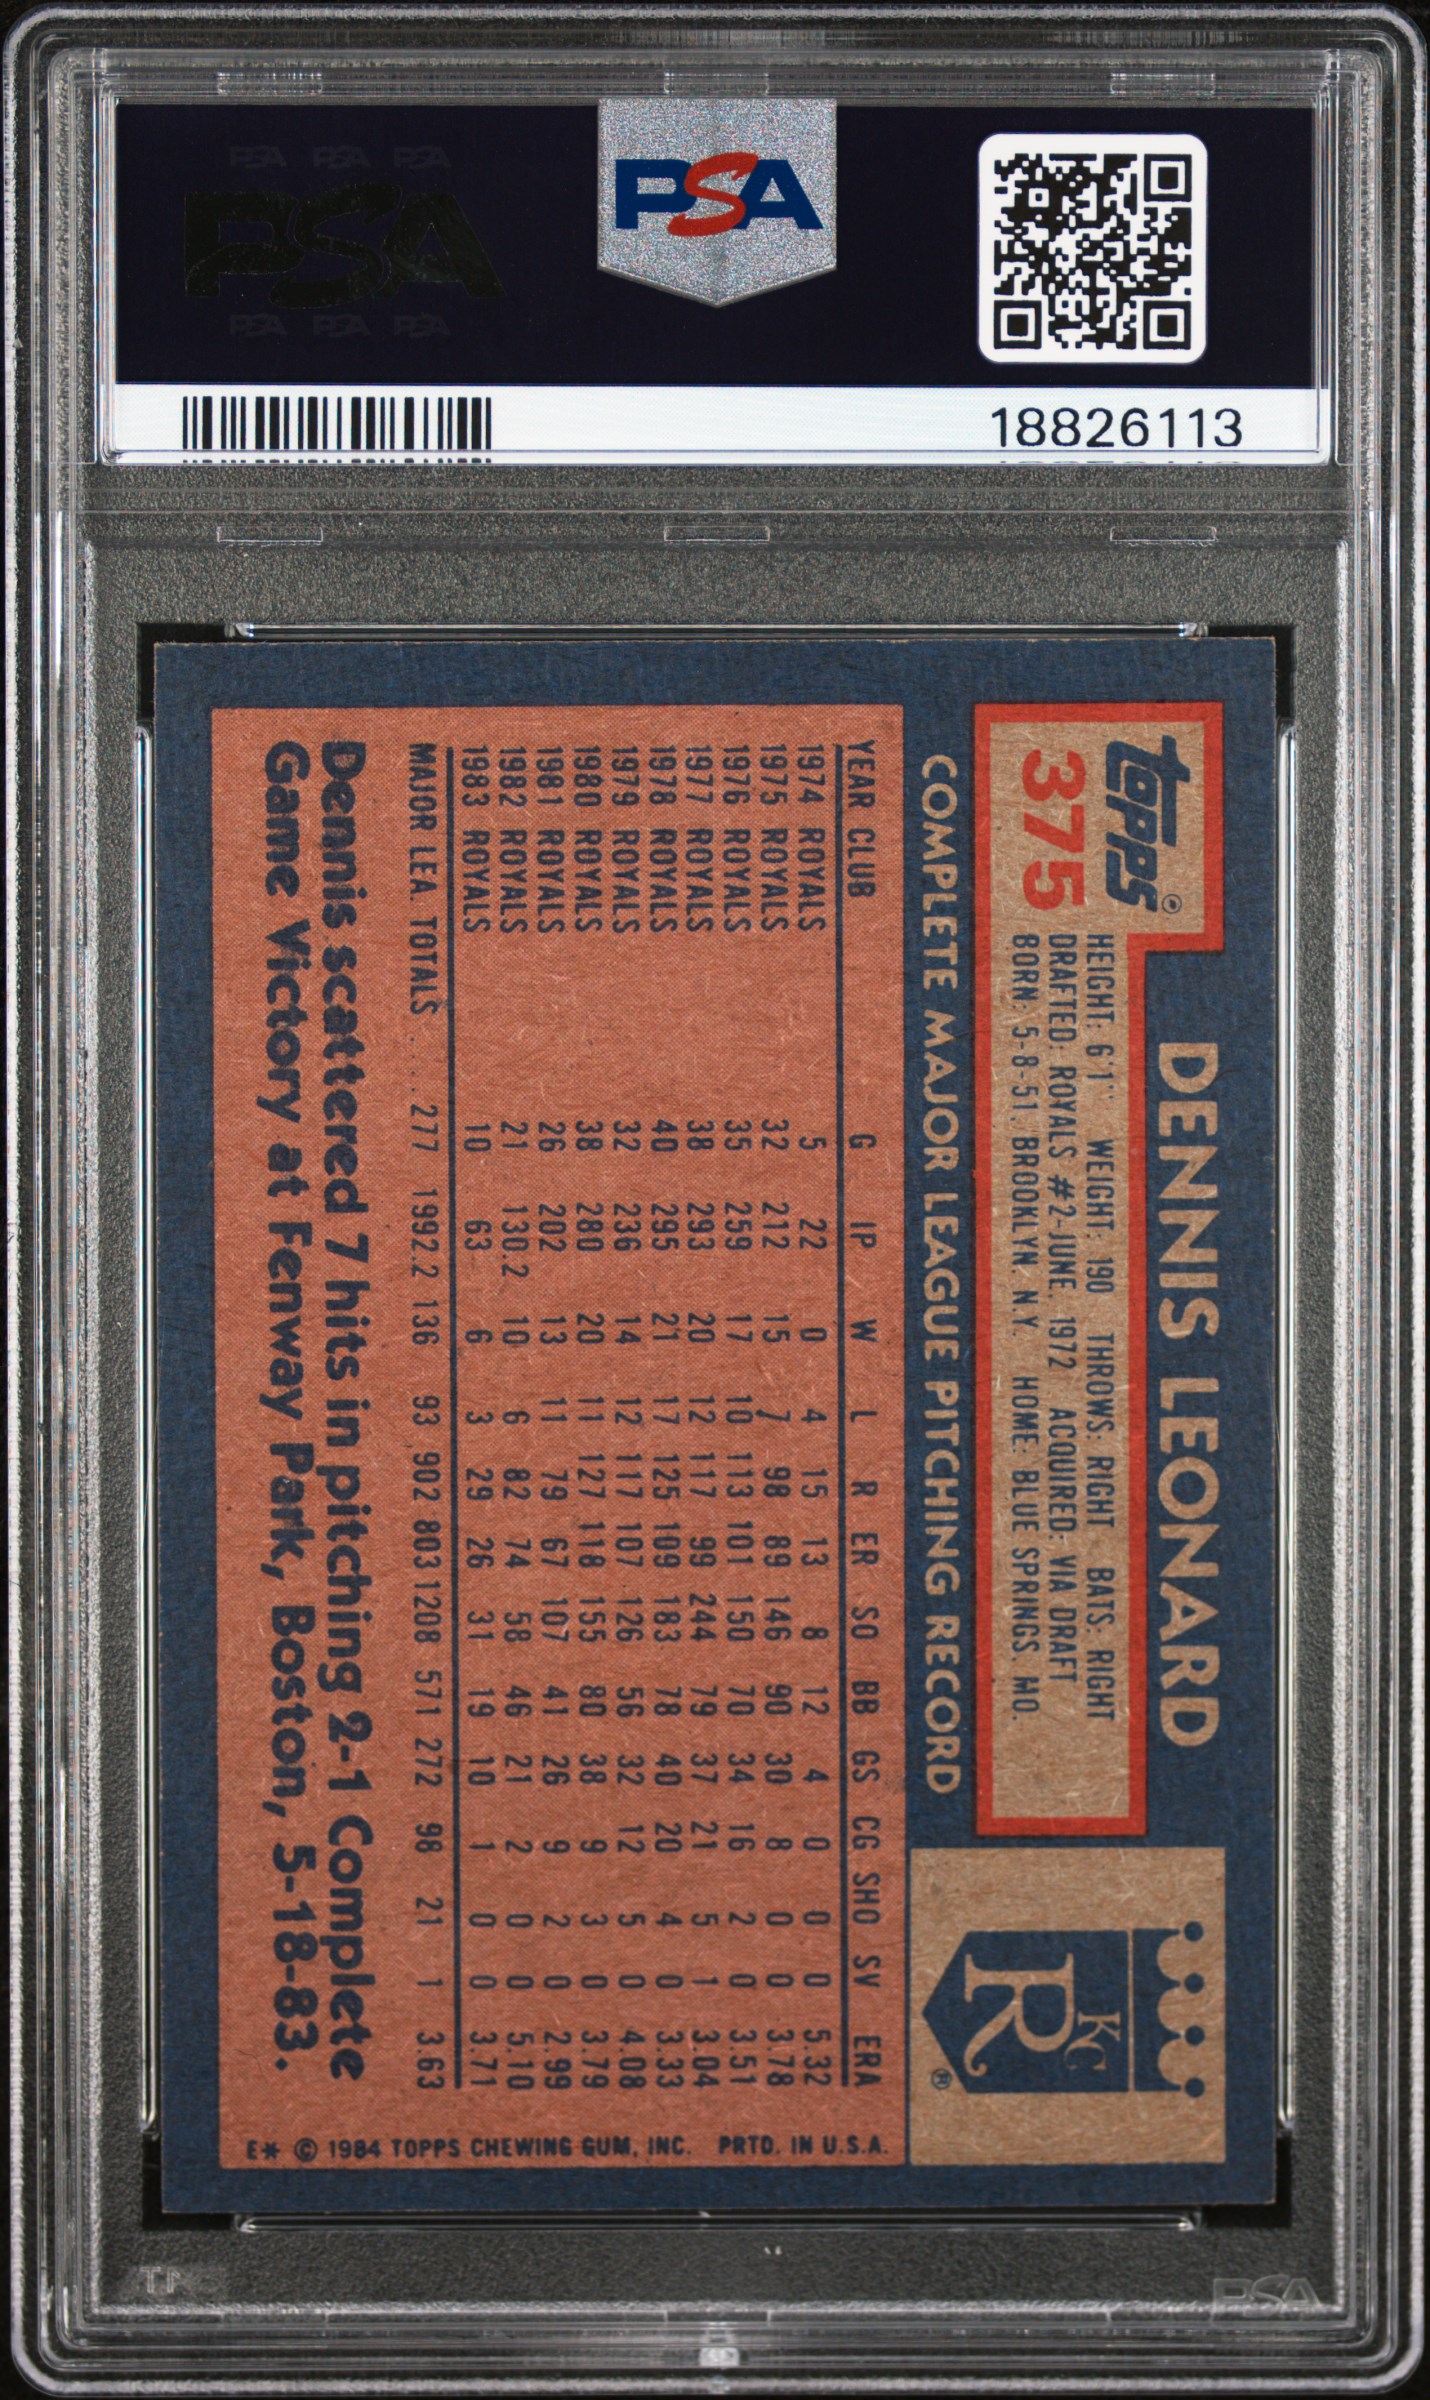 PSA PSA PSA
PSA
PSA PSA PSA
PSA
18826113
topps ®
375
DENNIS LEONARD
HEIGHT: 6'1" WEIGHT: 190 THROWS: RIGHT BATS: RIGHT
DRAFTED: ROYALS #2-JUNE, 1972 ACQUIRED: VIA DRAFT
BORN: 5-8-51, BROOKLYN, N.Y. HOME: BLUE SPRINGS, MO.
KC
R ®
COMPLETE MAJOR LEAGUE PITCHING RECORD
YEAR CLUB G IP W L R ER SO BB GS CG SHO SV ERA
1974 ROYALS 5 22 0 4 15 13 8 12 4 0 0 0 5.32
1975 ROYALS 32 212 15 7 98 89 146 90 30 8 0 0 3.78
1976 ROYALS 35 259 17 10 113 101 150 70 34 16 2 0 3.51
1977 ROYALS 38 293 20 12 117 99 244 79 37 21 5 1 3.04
1978 ROYALS 40 295 21 17 125 109 183 78 40 20 4 0 3.33
1979 ROYALS 32 236 14 12 117 107 126 56 32 12 5 0 4.08
1980 ROYALS 38 280 20 11 127 118 155 80 38 9 3 0 3.79
1981 ROYALS 26 202 13 11 79 67 107 41 26 9 2 0 2.99
1982 ROYALS 21 130.2 10 6 82 74 58 46 21 2 0 0 5.10
1983 ROYALS 10 63 6 3 29 26 31 19 10 1 0 0 3.71
MAJOR LEA. TOTALS .... 277 1992.2 136 93 902 803 1208 571 272 98 21 1 3.63
Dennis scattered 7 hits in pitching 2-1 Complete
Game Victory at Fenway Park, Boston, 5-18-83.
E* © 1984 TOPPS CHEWING GUM, INC. PRTD. IN U.S.A.
PSA